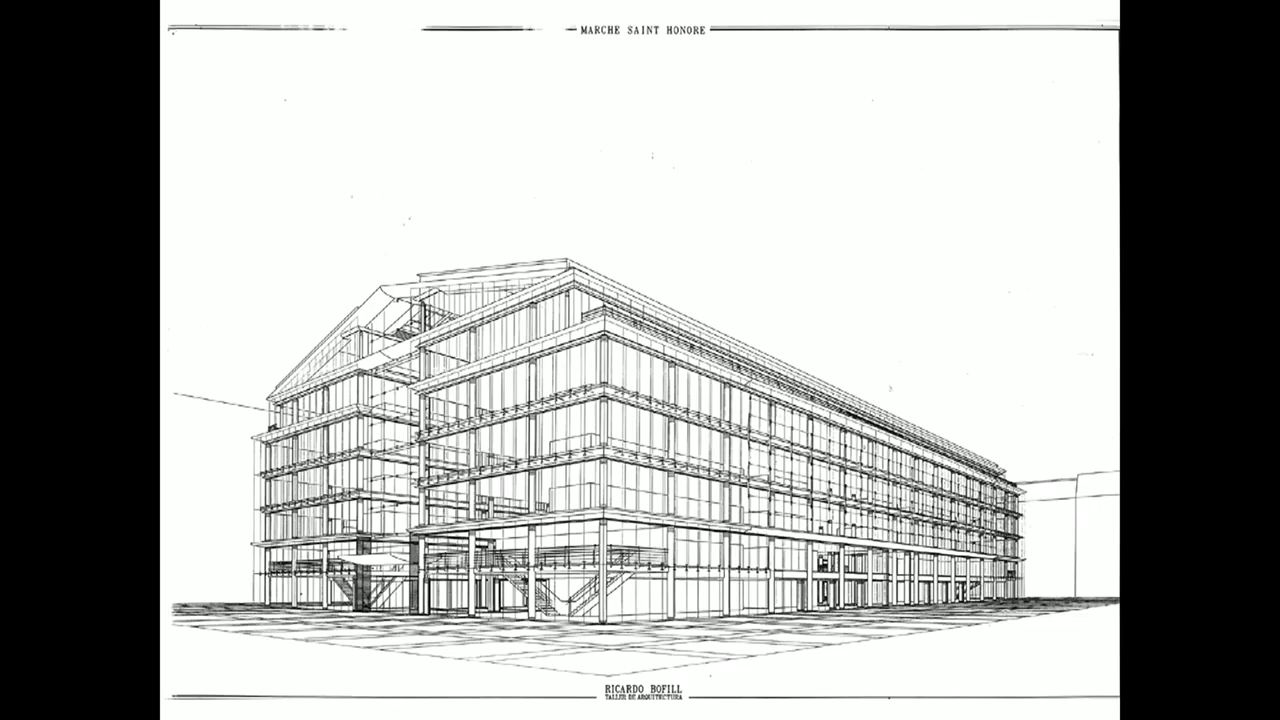 MARCHE SAINT HONORE
RICARDO BOFILL
TALLER DE ARQUITECTURA